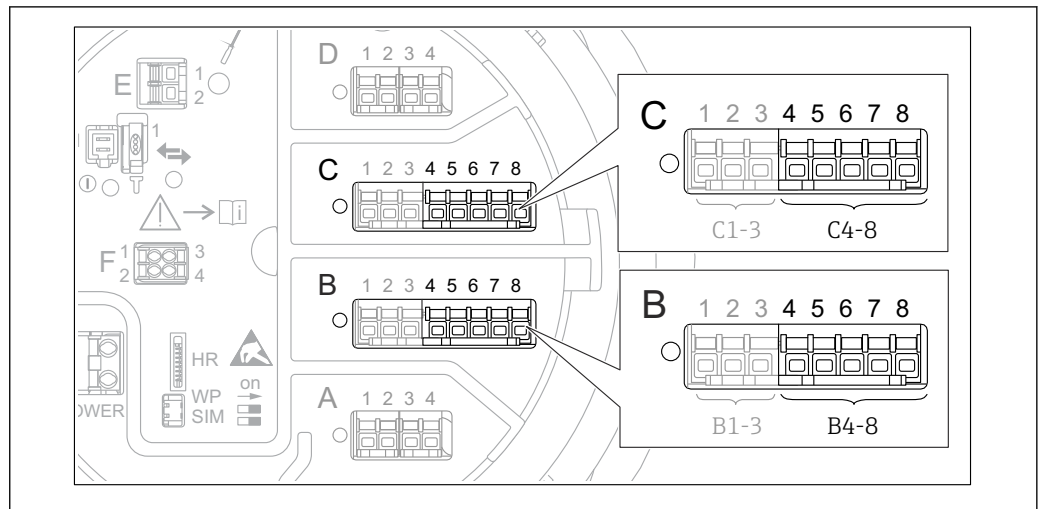 D 1 2 3 4
E 1
2
1
C 1 2 3 4 5 6 7 8
i
F 1 3
2 4
B 1 2 3 4 5 6 7 8
HR
WP
SIM
on
OWER
A 1 2 3 4
C 1 2 3 4 5 6 7 8
C1-3 C4-8
B 1 2 3 4 5 6 7 8
B1-3 B4-8